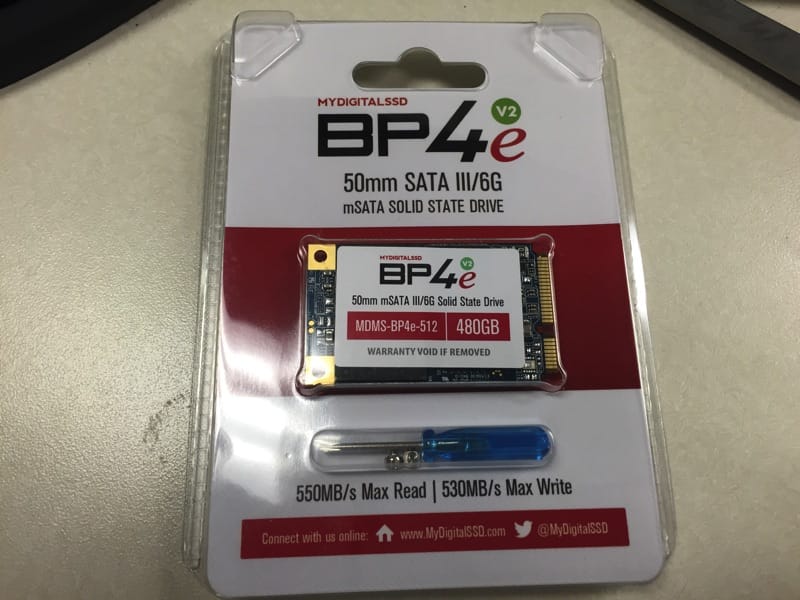 MYDIGITALSSD
BP4e V2
50mm SATA III/6G
mSATA SOLID STATE DRIVE
MYDIGITALSSD
BP4e V2
50mm mSATA III/6G Solid State Drive
MDMS-BP4e-512 480GB
WARRANTY VOID IF REMOVED
550MB/s Max Read | 530MB/s Max Write
Connect with us online: www.MyDigitalSSD.com @MyDigitalSSD